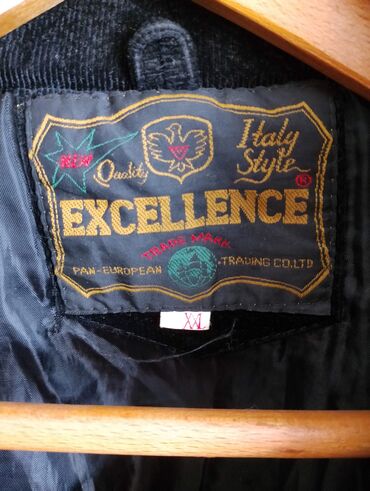 NEW Quality Italy
Style
EXCELLENCE ®
TRADE MARK
PAN-EUROPEAN TRADING CO., LTD
XXL